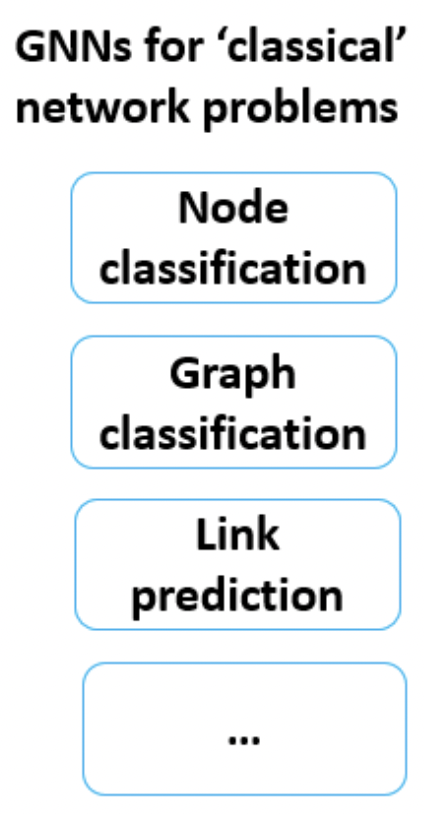 GNNs for ‘classical’
network problems
Node
classification
Graph
classification
Link
prediction
...